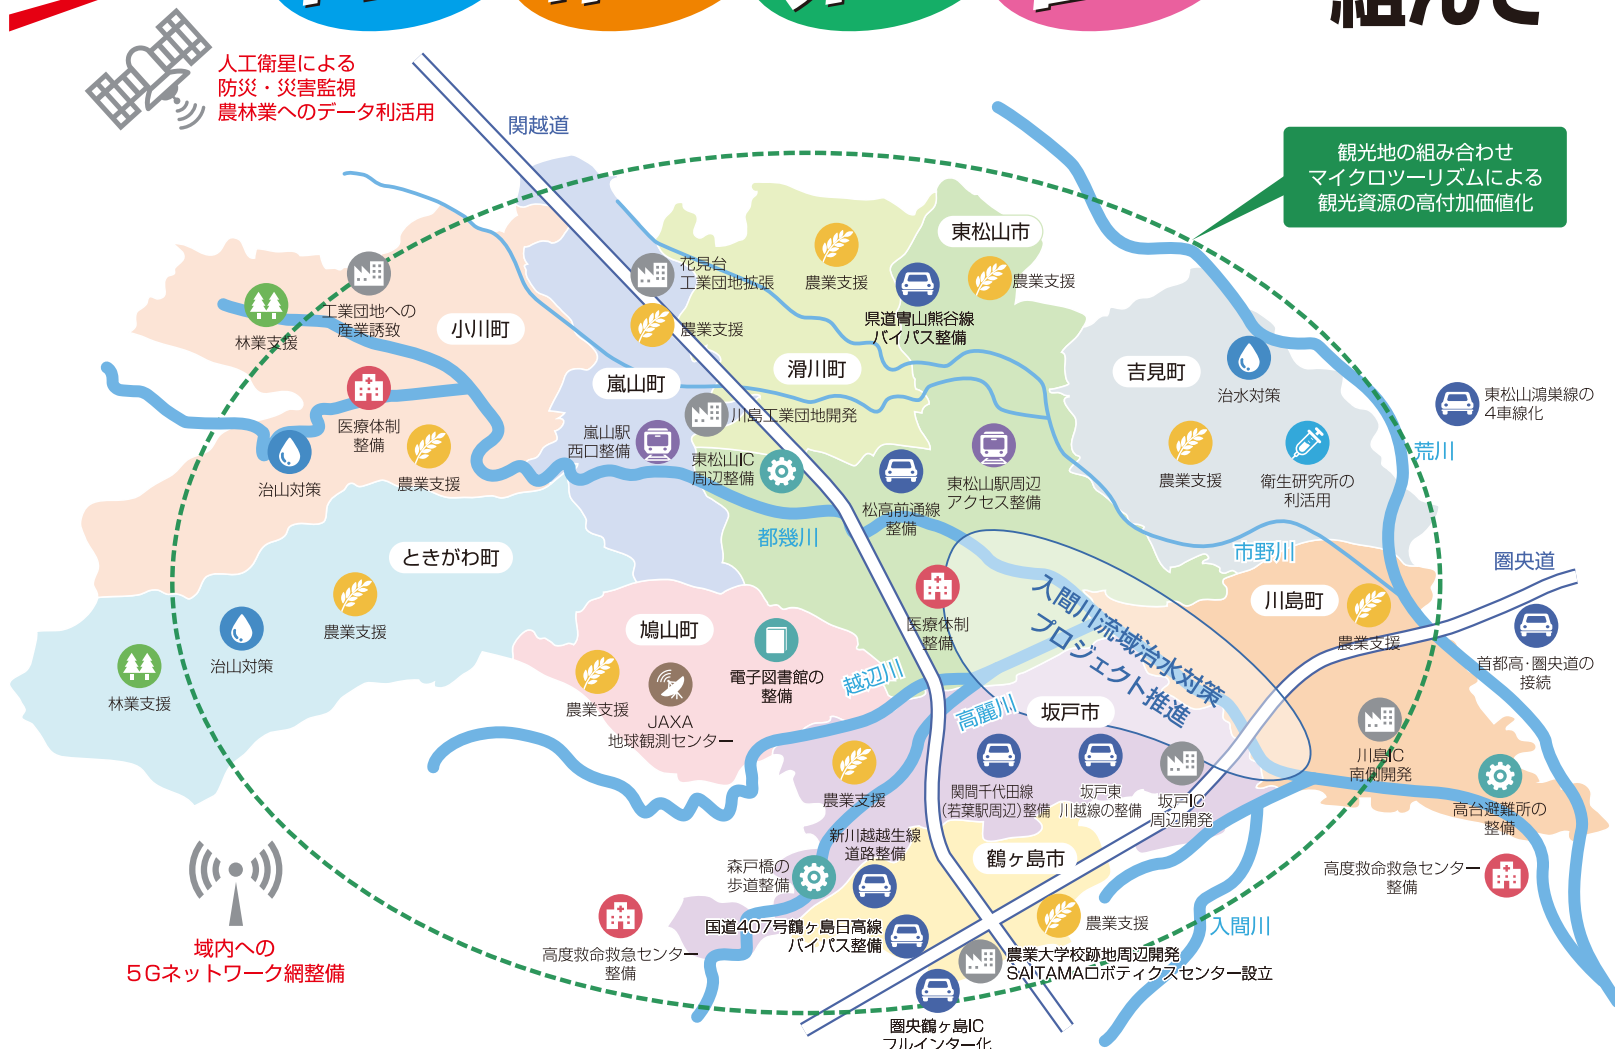 組んで
人工衛星による
防災・災害監視
農林業へのデータ利活用
関越道
観光地の組み合わせ
マイクロツーリズムによる
観光資源の高付加価値化
東松山市
農業支援
農業支援
花見台
工業団地拡張
県道冑山熊谷線
バイパス整備
工業団地への
産業誘致
林業支援
小川町
農業支援
嵐山町
滑川町
吉見町
治水対策
東松山鴻巣線の
4車線化
荒川
医療体制
整備
農業支援
治山対策
嵐山駅
西口整備
川島工業団地開発
東松山IC
周辺整備
松高前通線
整備
東松山駅周辺
アクセス整備
農業支援
衛生研究所の
利活用
都幾川
市野川
圏央道
ときがわ町
農業支援
治山対策
林業支援
鳩山町
電子図書館の
整備
農業支援
JAXA
地球観測センター
医療体制
整備
入間川流域治水対策
プロジェクト推進
川島町
農業支援
首都高・圏央道の
接続
越辺川
高麗川
坂戸市
関間千代田線
(若葉駅周辺)整備
坂戸東
川越線の整備
坂戸IC
周辺開発
川島IC
南側開発
高台避難所の
整備
農業支援
新川越越生線
道路整備
森戸橋の
歩道整備
鶴ヶ島市
高度救命救急センター
整備
入間川
域内への
5Gネットワーク網整備
高度救命救急センター
整備
国道407号鶴ヶ島日高線
バイパス整備
農業支援
農業大学校跡地周辺開発
SAITAMAロボティクスセンター設立
圏央鶴ヶ島IC
フルインター化